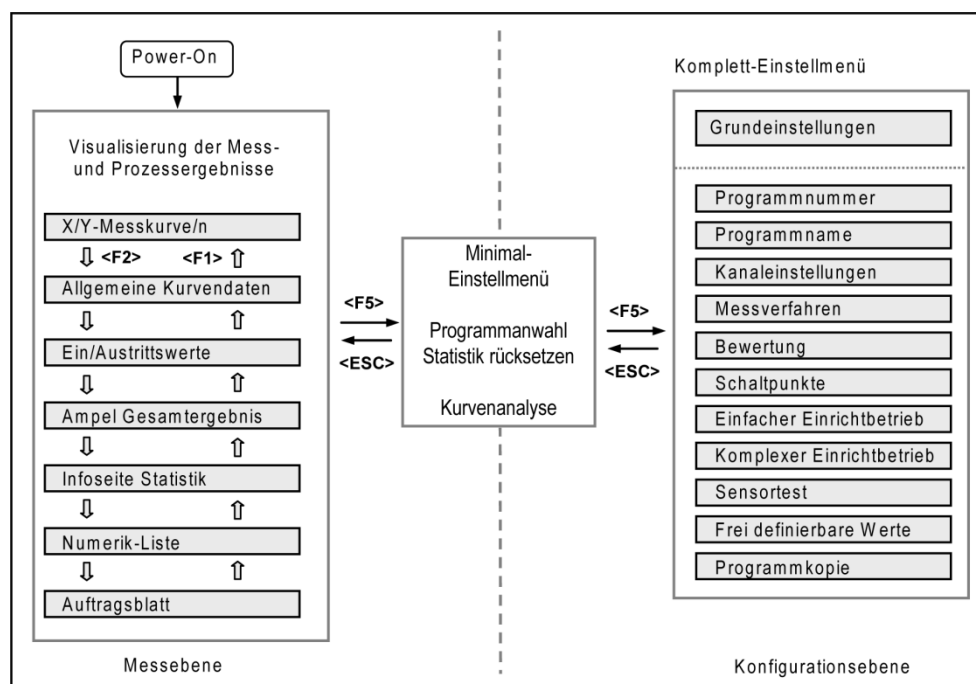 Power-On
Visualisierung der Mess-
und Prozessergebnisse
X/Y-Messkurve/n
<F2> <F1>
Allgemeine Kurvendaten
Ein/Austrittswerte
Ampel Gesamtergebnis
Infoseite Statistik
Numerik-Liste
Auftragsblatt
Messebene
<F5>
<ESC>
Minimal-
Einstellmenü
Programmanwahl
Statistik rücksetzen
Kurvenanalyse
<F5>
<ESC>
Komplett-Einstellmenü
Grundeinstellungen
Programmnummer
Programmname
Kanaleinstellungen
Messverfahren
Bewertung
Schaltpunkte
Einfacher Einrichtbetrieb
Komplexer Einrichtbetrieb
Sensortest
Frei definierbare Werte
Programmkopie
Konfigurationsebene